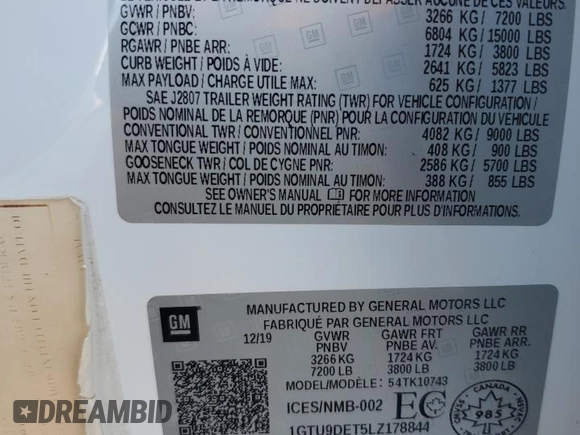 GVWR / PNBV: 3266 KG / 7200 LBS
GCWR / PNBC: 6804 KG / 15000 LBS
RGAWR / PNBE ARR: 1724 KG / 3800 LBS
CURB WEIGHT / POIDS À VIDE: 2641 KG / 5823 LBS
MAX PAYLOAD / CHARGE UTILE MAX: 625 KG / 1377 LBS
SAE J2807 TRAILER WEIGHT RATING (TWR) FOR VEHICLE CONFIGURATION /
POIDS NOMINAL DE LA REMORQUE (PNR) POUR LA CONFIGURATION DU VÉHICULE
CONVENTIONAL TWR / CONVENTIONNEL PNR: 4082 KG / 9000 LBS
MAX TONGUE WEIGHT / POIDS NOMINAL AU TIMON: 408 KG / 900 LBS
GOOSENECK TWR / COL DE CYGNE PNR: 2586 KG / 5700 LBS
MAX TONGUE WEIGHT / POIDS NOMINAL AU TIMON: 388 KG / 855 LBS
SEE OWNER'S MANUAL FOR MORE INFORMATION
CONSULTEZ LE MANUEL DU PROPRIÉTAIRE POUR PLUS D'INFORMATIONS.
GM
MANUFACTURED BY GENERAL MOTORS LLC
FABRIQUÉ PAR GENERAL MOTORS LLC
12/19 GVWR GAWR FRT GAWR RR
PNBV PNBE AV. PNBE ARR.
3266 KG 1724 KG 1724 KG
7200 LB 3800 LB 3800 LB
MODEL/MODÈLE: 54TK10743
ICES/NMB-002 EC
CANADA
985
1GTU9DET5LZ178844
DREAMBID